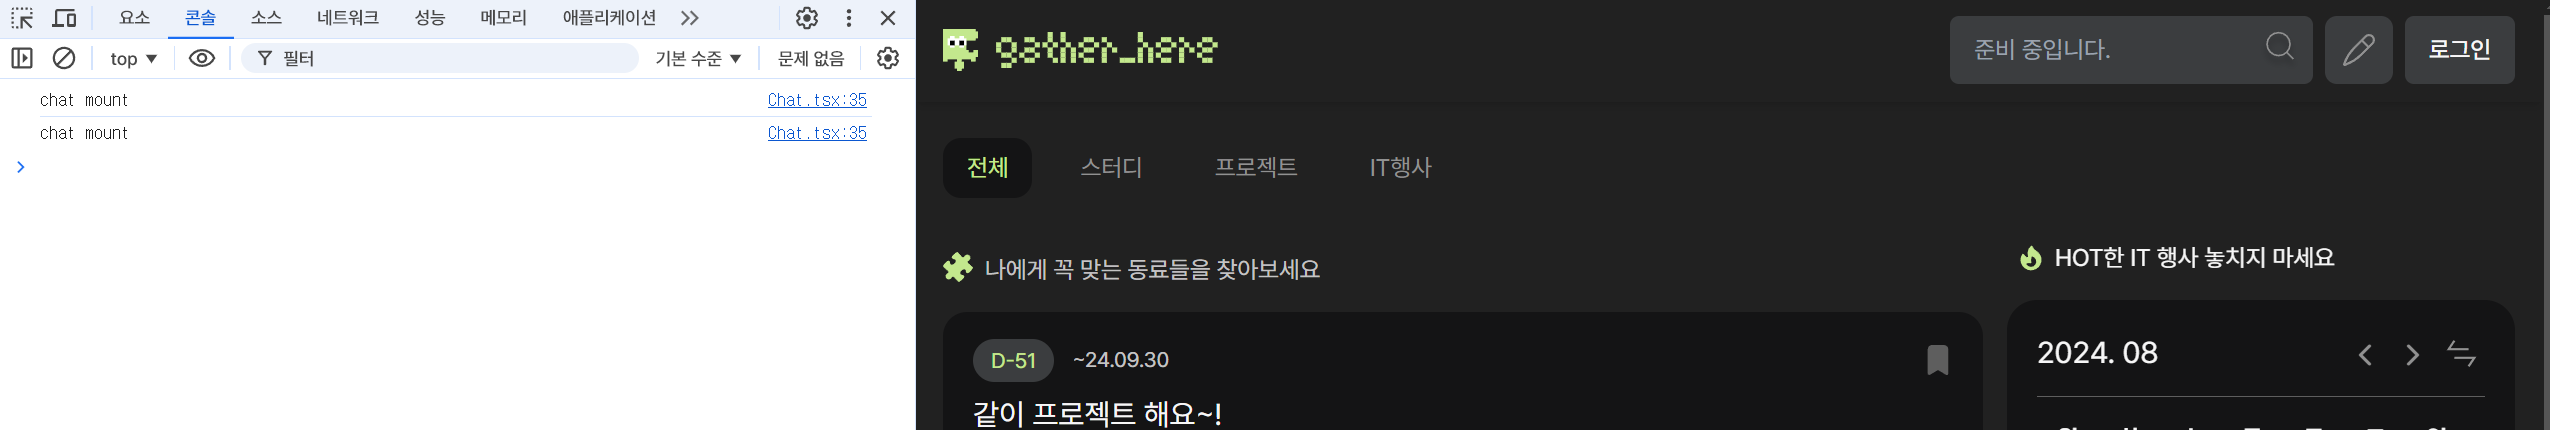 요소 콘솔 소스 네트워크 성능 메모리 애플리케이션
top 필터 기본 수준 문제 없음
chat mount Chat.tsx:35
chat mount Chat.tsx:35
gather_here 준비 중입니다. 로그인
전체 스터디 프로젝트 IT행사
나에게 꼭 맞는 동료들을 찾아보세요
D-51 ~24.09.30
같이 프로젝트 해요~!
HOT한 IT 행사 놓치지 마세요
2024. 08